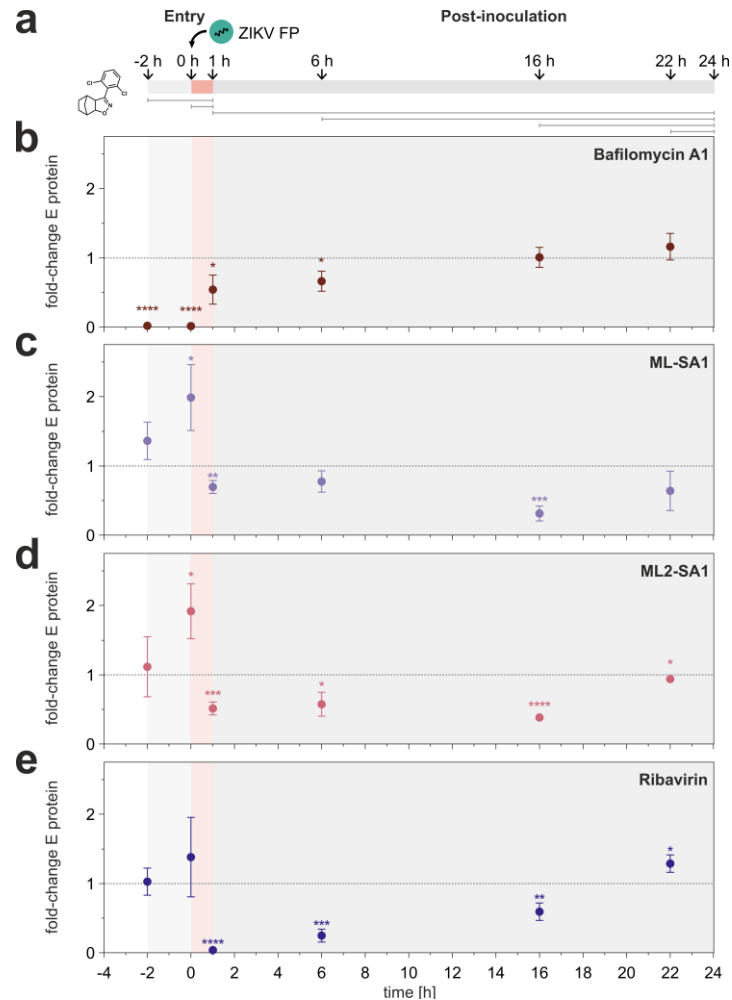 a
Entry
Post-inoculation
ZIKV FP
-2 h
0 h
1 h
6 h
16 h
22 h
24 h
Cl
Cl
N
O
b
Bafilomycin A1
fold-change E protein
2
1
0
****
****
*
*
c
ML-SA1
fold-change E protein
2
1
0
*
**
***
d
ML2-SA1
fold-change E protein
2
1
0
*
***
*
****
*
e
Ribavirin
fold-change E protein
2
1
0
****
***
**
*
-4 -2 0 2 4 6 8 10 12 14 16 18 20 22 24
time [h]